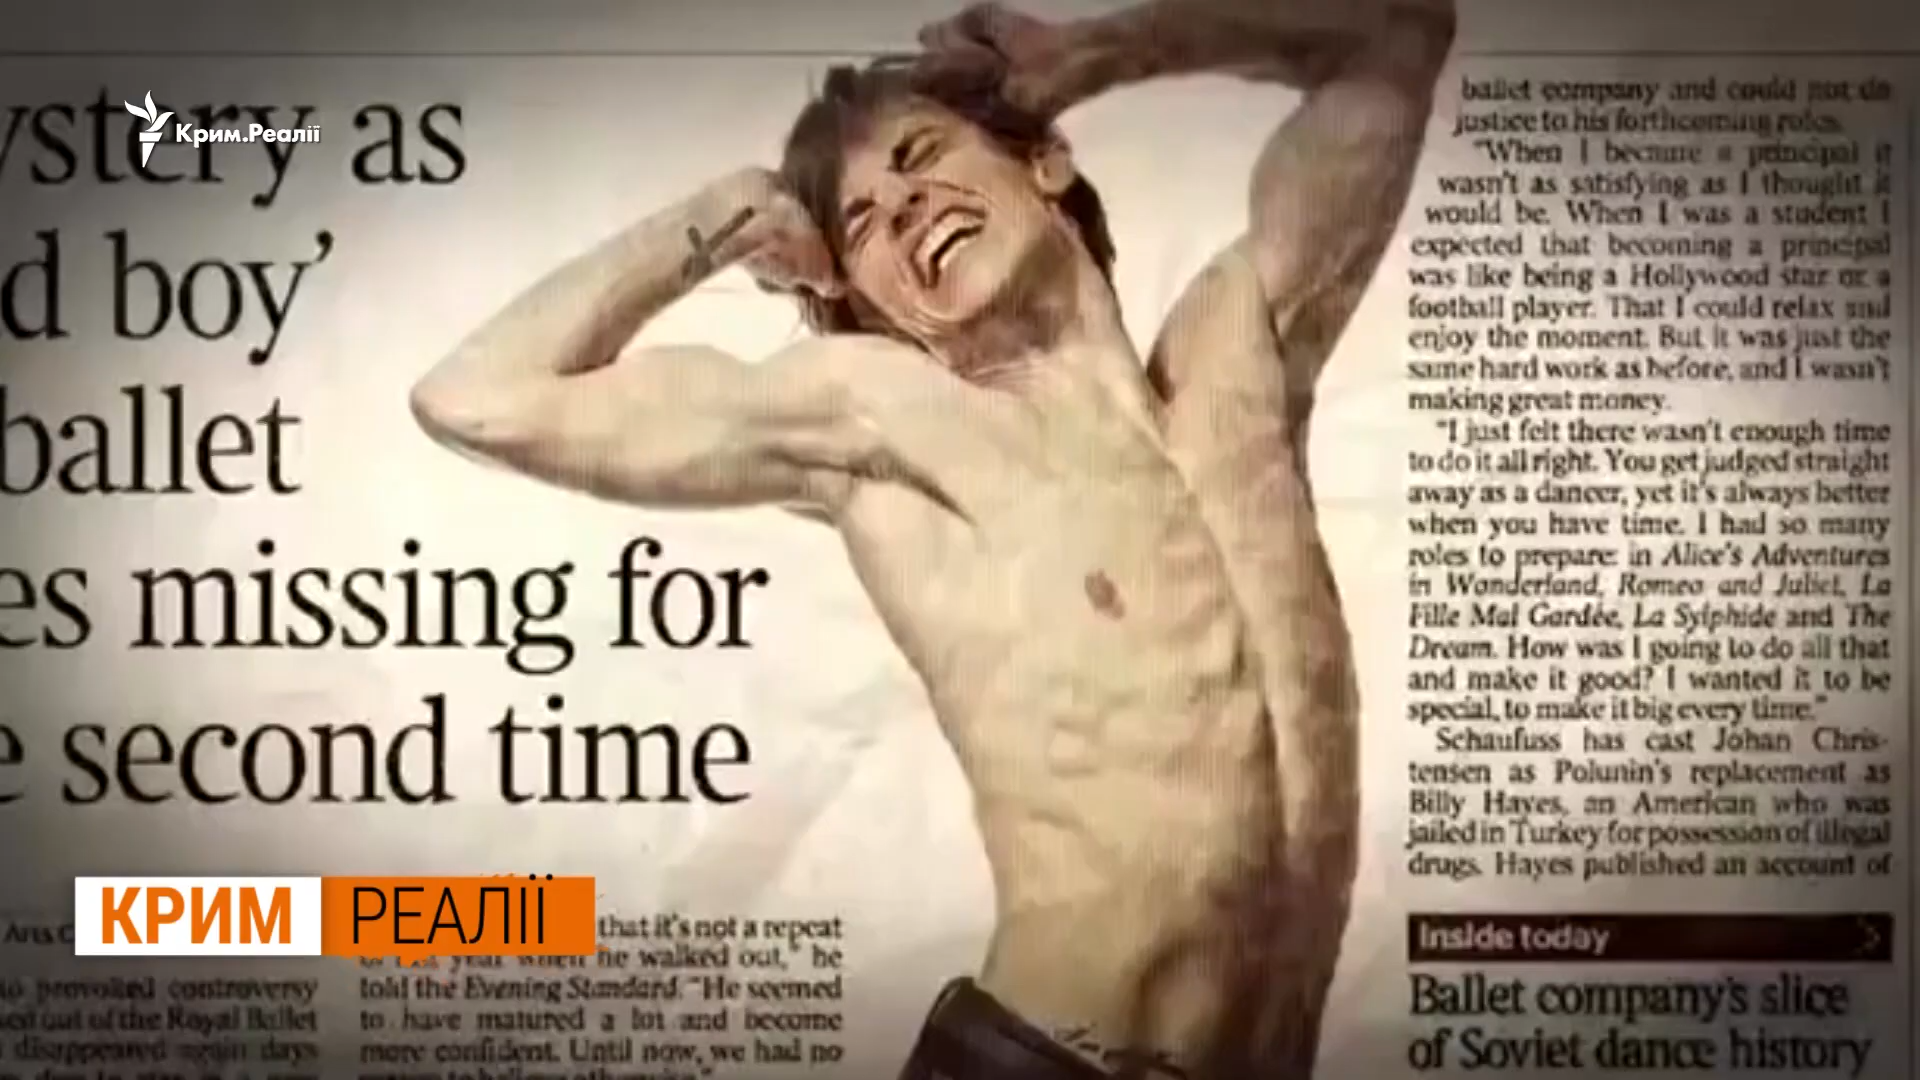 Крим.Реалії
ystery as
d boy’
ballet
es missing for
e second time
КРИМ РЕАЛІЇ
Arts
to provoked controversy
out of the Royal Ballet
disappeared again days
that it's not a repeat
year when he walked out," he
told the Evening Standard. "He seemed
to have matured a lot and become
more confident. Until now, we had no
ballet company and could not do
justice to his forthcoming roles.
"When I became a principal it
wasn't as satisfying as I thought it
would be. When I was a student I
expected that becoming a principal
was like being a Hollywood star or a
football player. That I could relax and
enjoy the moment. But it was just the
same hard work as before, and I wasn't
making great money.
"I just felt there wasn't enough time
to do it all right. You get judged straight
away as a dancer, yet it's always better
when you have time. I had so many
roles to prepare: in Alice's Adventures
in Wonderland, Romeo and Juliet, La
Fille Mal Gardée, La Sylphide and The
Dream. How was I going to do all that
and make it good? I wanted it to be
special, to make it big every time."
Schaufuss has cast Johan Chris-
tensen as Polunin's replacement as
Billy Hayes, an American who was
jailed in Turkey for possession of illegal
drugs. Hayes published an account of
Inside today
Ballet company's slice
of Soviet dance history